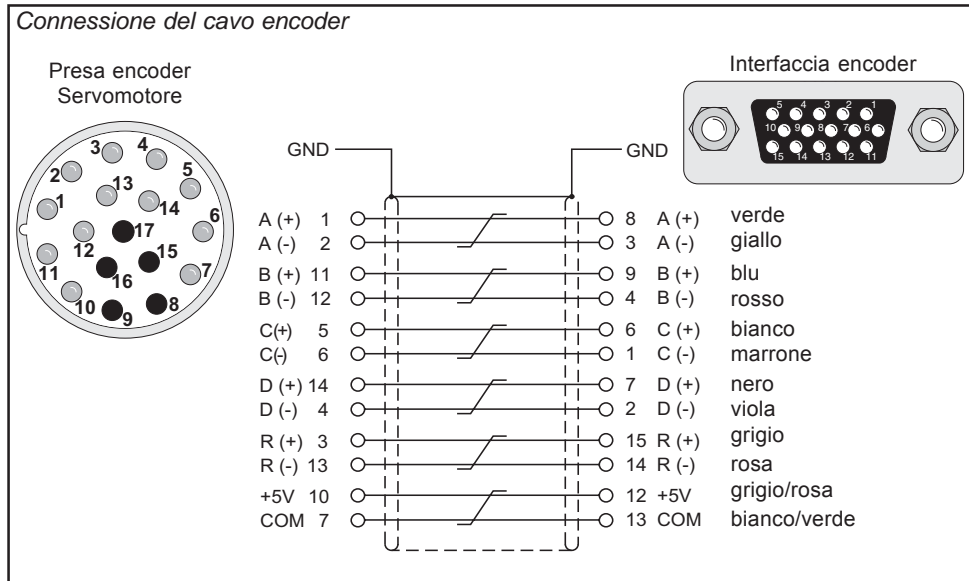 Connessione del cavo encoder
Presa encoder
Servomotore
Interfaccia encoder
5 4 3 2 1
10 9 8 7 6
15 14 13 12 11
3 4
2 13 5
1 14 6
12 17
11 16 15 7
10 9 8
GND GND
A (+) 1 8 A (+) verde
A (-) 2 3 A (-) giallo
B (+) 11 9 B (+) blu
B (-) 12 4 B (-) rosso
C(+) 5 6 C (+) bianco
C(-) 6 1 C (-) marrone
D (+) 14 7 D (+) nero
D (-) 4 2 D (-) viola
R (+) 3 15 R (+) grigio
R (-) 13 14 R (-) rosa
+5V 10 12 +5V grigio/rosa
COM 7 13 COM bianco/verde